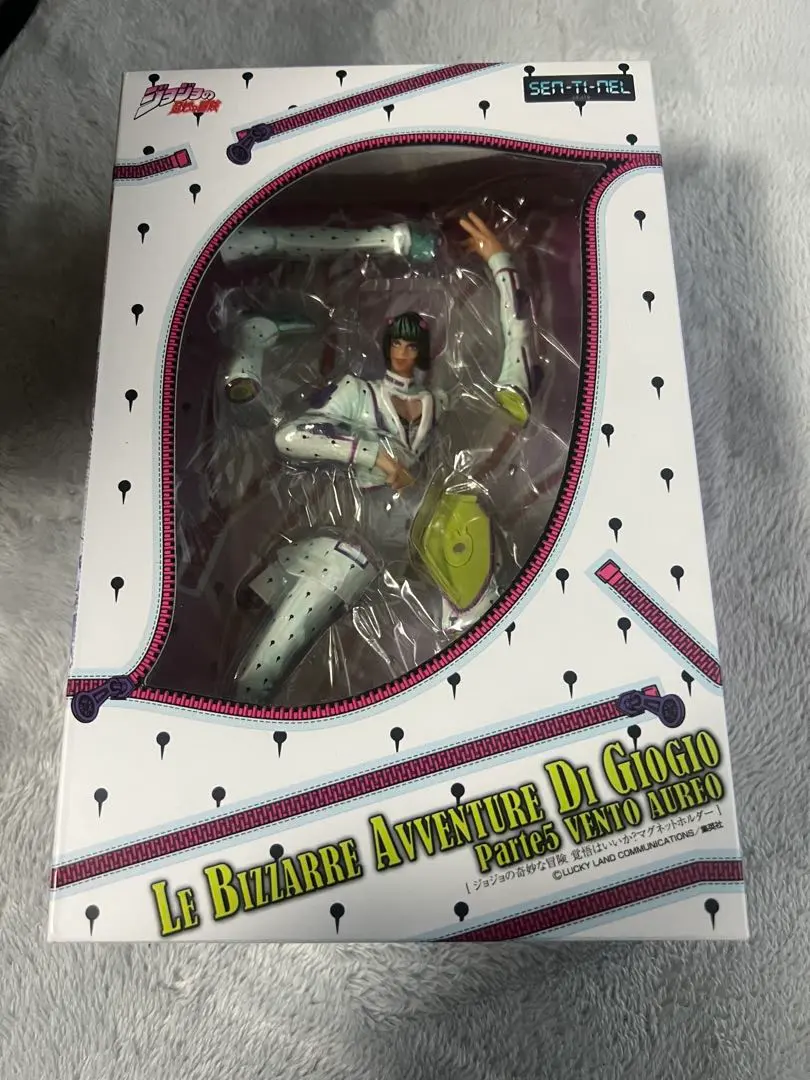 ジョジョの
奇妙な冒険
SEN-TI-NEL
LE BIZZARRE AVVENTURE DI GIOGIO
Parte5 VENTO AUREO
[ ジョジョの奇妙な冒険 覚悟はいいか?マグネットホルダー ]
©LUCKY LAND COMMUNICATIONS/集英社